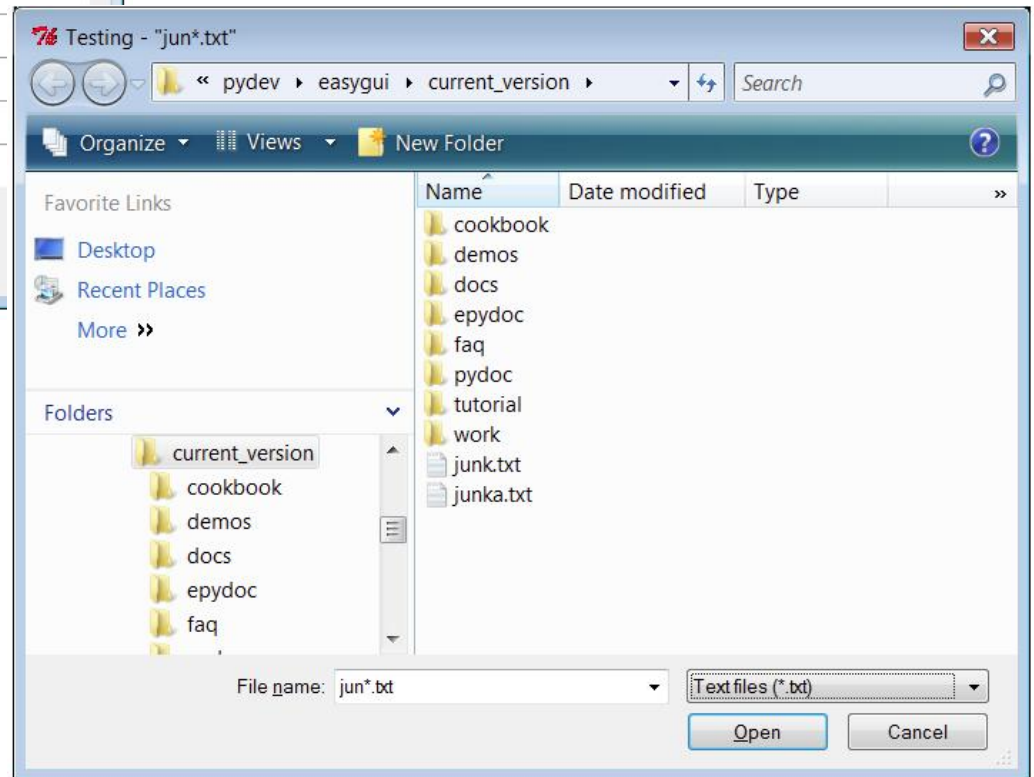 Testing - "jun*.txt"
« pydev easygui current_version Search
Organize Views New Folder ?
Favorite Links
Desktop
Recent Places
More »
Folders
current_version
cookbook
demos
docs
epydoc
faq
Name Date modified Type »
cookbook
demos
docs
epydoc
faq
pydoc
tutorial
work
junk.txt
junka.txt
File name: jun*.txt Text files (*.txt)
Open Cancel